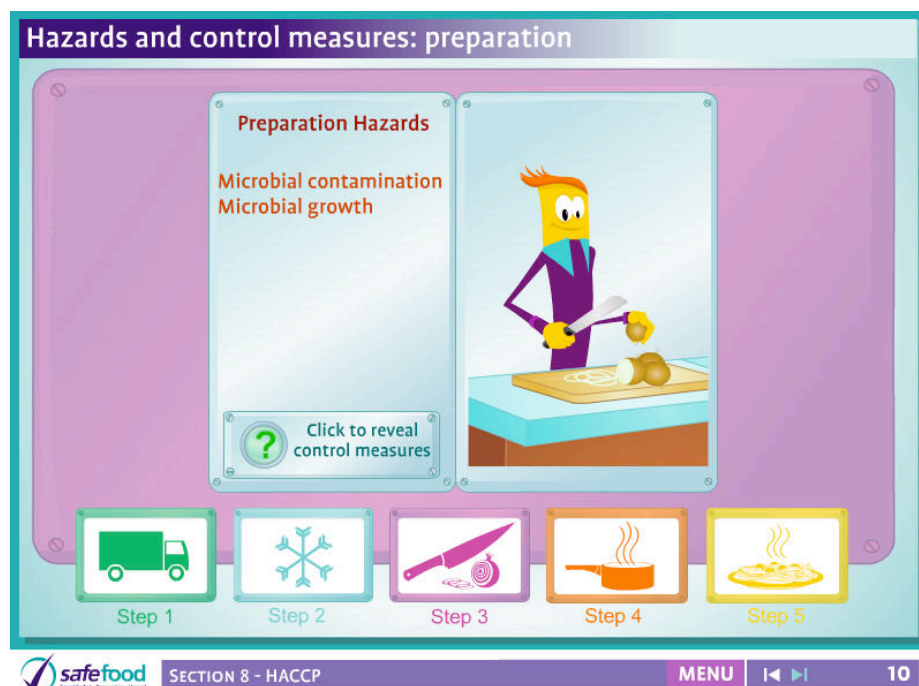 Hazards and control measures: preparation
Preparation Hazards
Microbial contamination
Microbial growth
?
Click to reveal
control measures
Step 1
Step 2
Step 3
Step 4
Step 5
safefood
SECTION 8 - HACCP
MENU
10